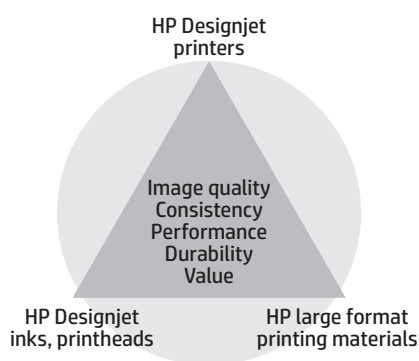 HP Designjet
printers
Image quality
Consistency
Performance
Durability
Value
HP Designjet
inks, printheads
HP large format
printing materials